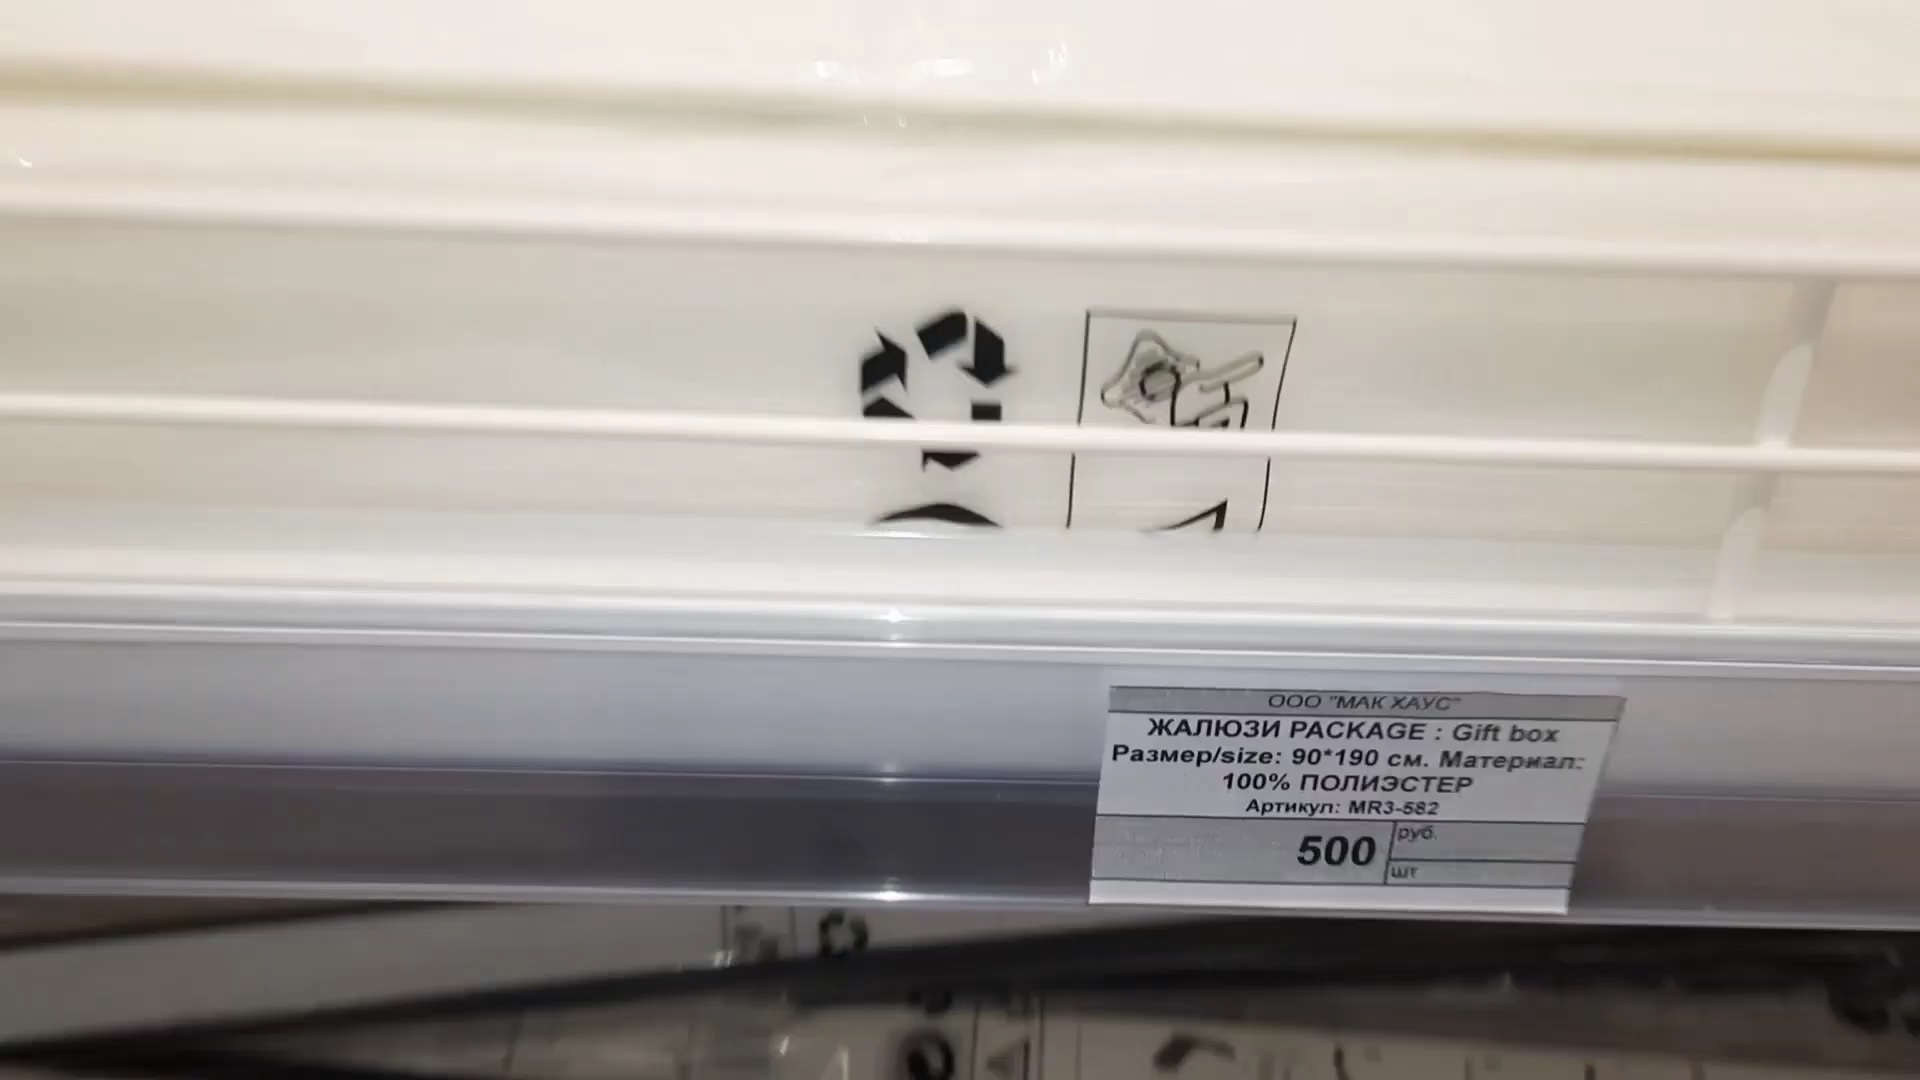 ООО "МАК ХАУС"
ЖАЛЮЗИ PACKAGE : Gift box
Размер/size: 90*190 см. Материал:
100% ПОЛИЭСТЕР
Артикул: MR3-582
500 руб.
шт